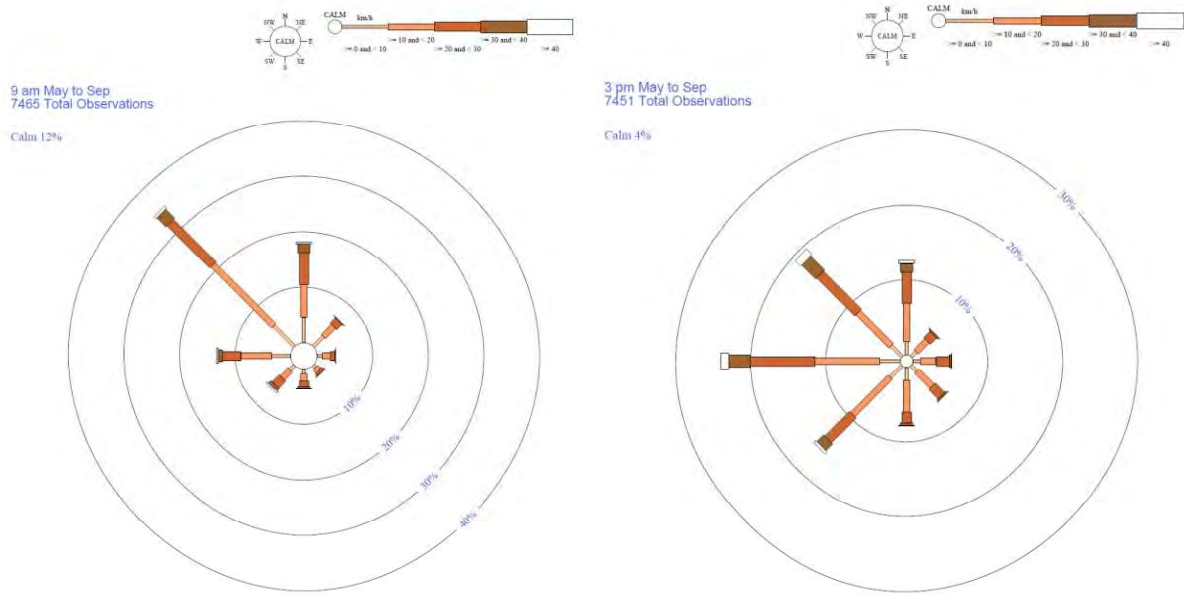 CALM
km/h
N
NW
NE
W
CALM
E
SW
SE
S
>= 0 and < 10
>= 10 and < 20
>= 20 and < 30
>= 30 and < 40
>= 40
9 am May to Sep
7465 Total Observations
Calm 12%
10%
20%
30%
40%
CALM
km/h
N
NW
NE
W
CALM
E
SW
SE
S
>= 0 and < 10
>= 10 and < 20
>= 20 and < 30
>= 30 and < 40
>= 40
3 pm May to Sep
7451 Total Observations
Calm 4%
30%
20%
10%